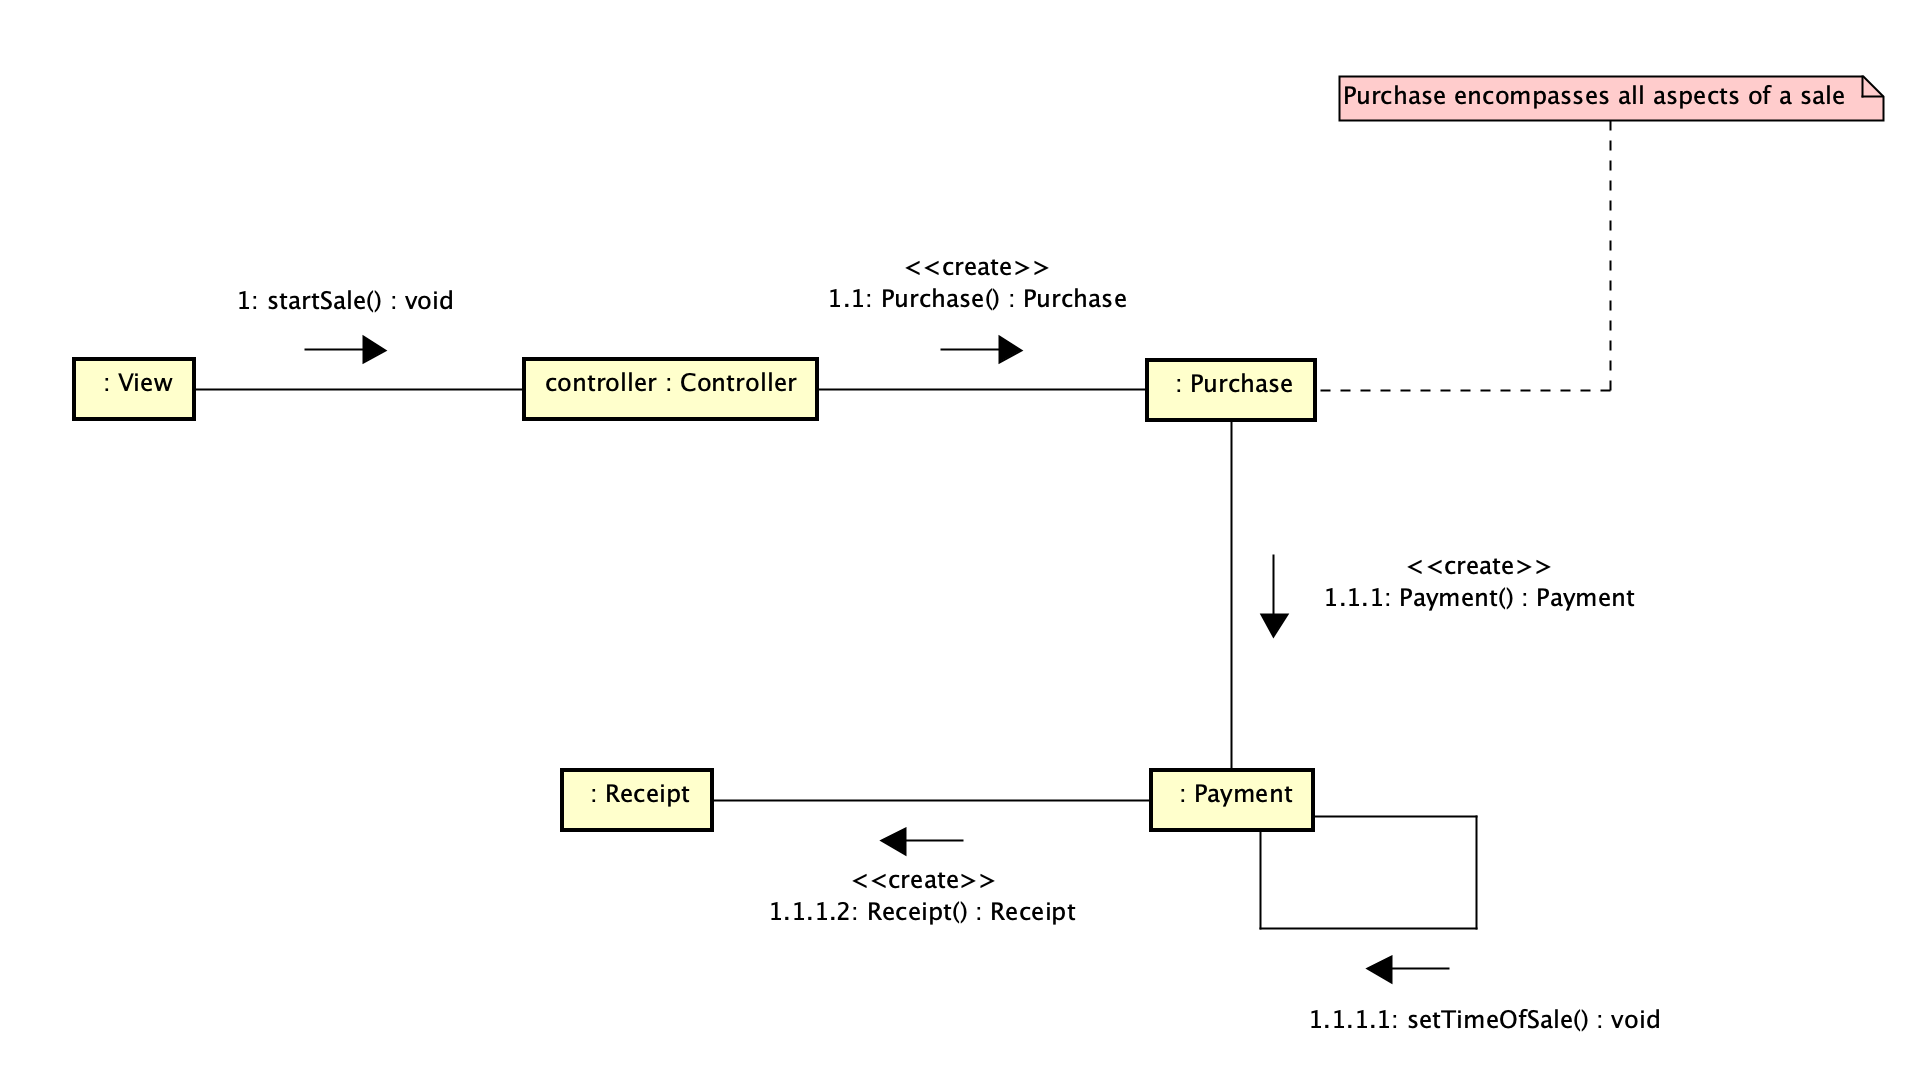 Purchase encompasses all aspects of a sale
<<create>>
1: startSale() : void
1.1: Purchase() : Purchase
: View
controller : Controller
: Purchase
<<create>>
1.1.1: Payment() : Payment
: Receipt
: Payment
<<create>>
1.1.1.2: Receipt() : Receipt
1.1.1.1: setTimeOfSale() : void